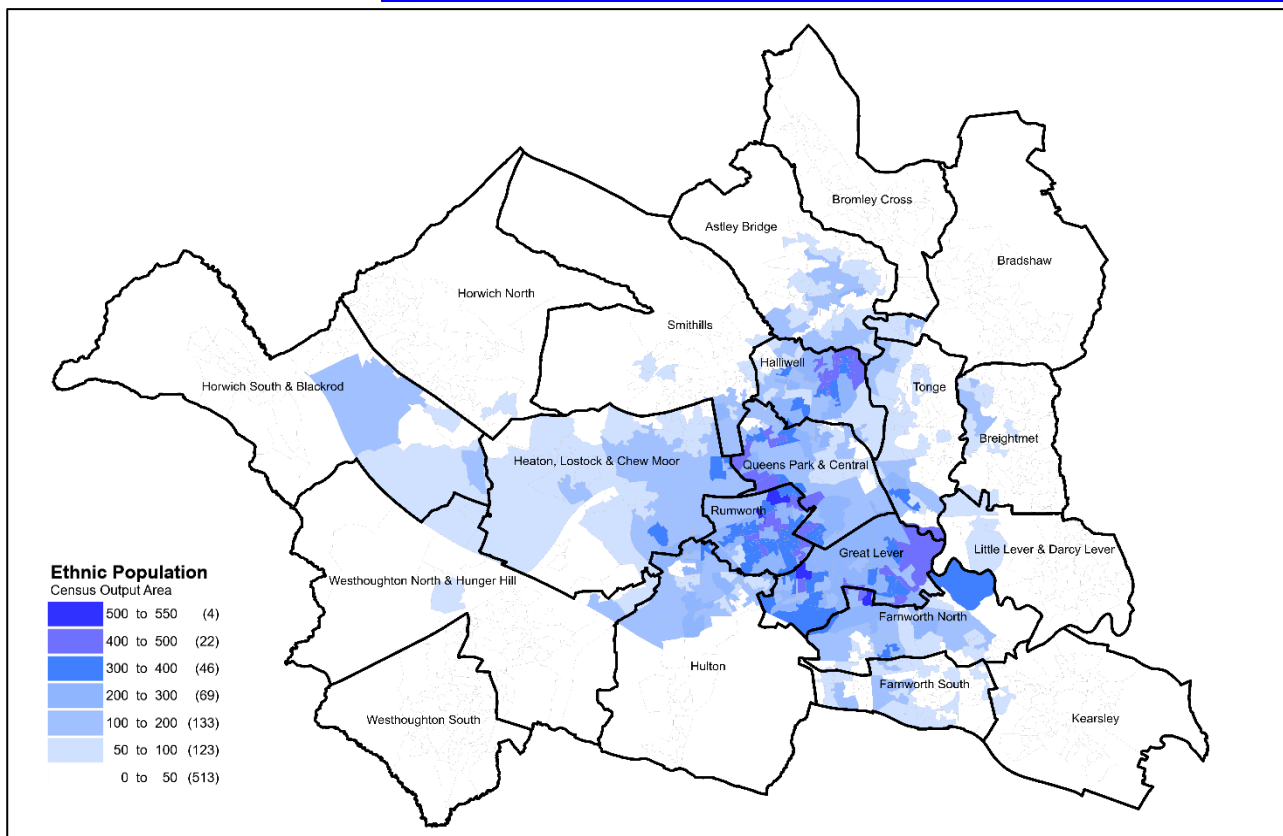 Bromley Cross
Astley Bridge
Bradshaw
Horwich North
Smithills
Halliwell
Horwich South & Blackrod
Tonge
Breightmet
Heaton, Lostock & Chew Moor
Queens Park & Central
Rumworth
Great Lever
Little Lever & Darcy Lever
Westhoughton North & Hunger Hill
Farnworth North
Hulton
Farnworth South
Westhoughton South
Kearsley
Ethnic Population
Census Output Area
500 to 550 (4)
400 to 500 (22)
300 to 400 (46)
200 to 300 (69)
100 to 200 (133)
50 to 100 (123)
0 to 50 (513)